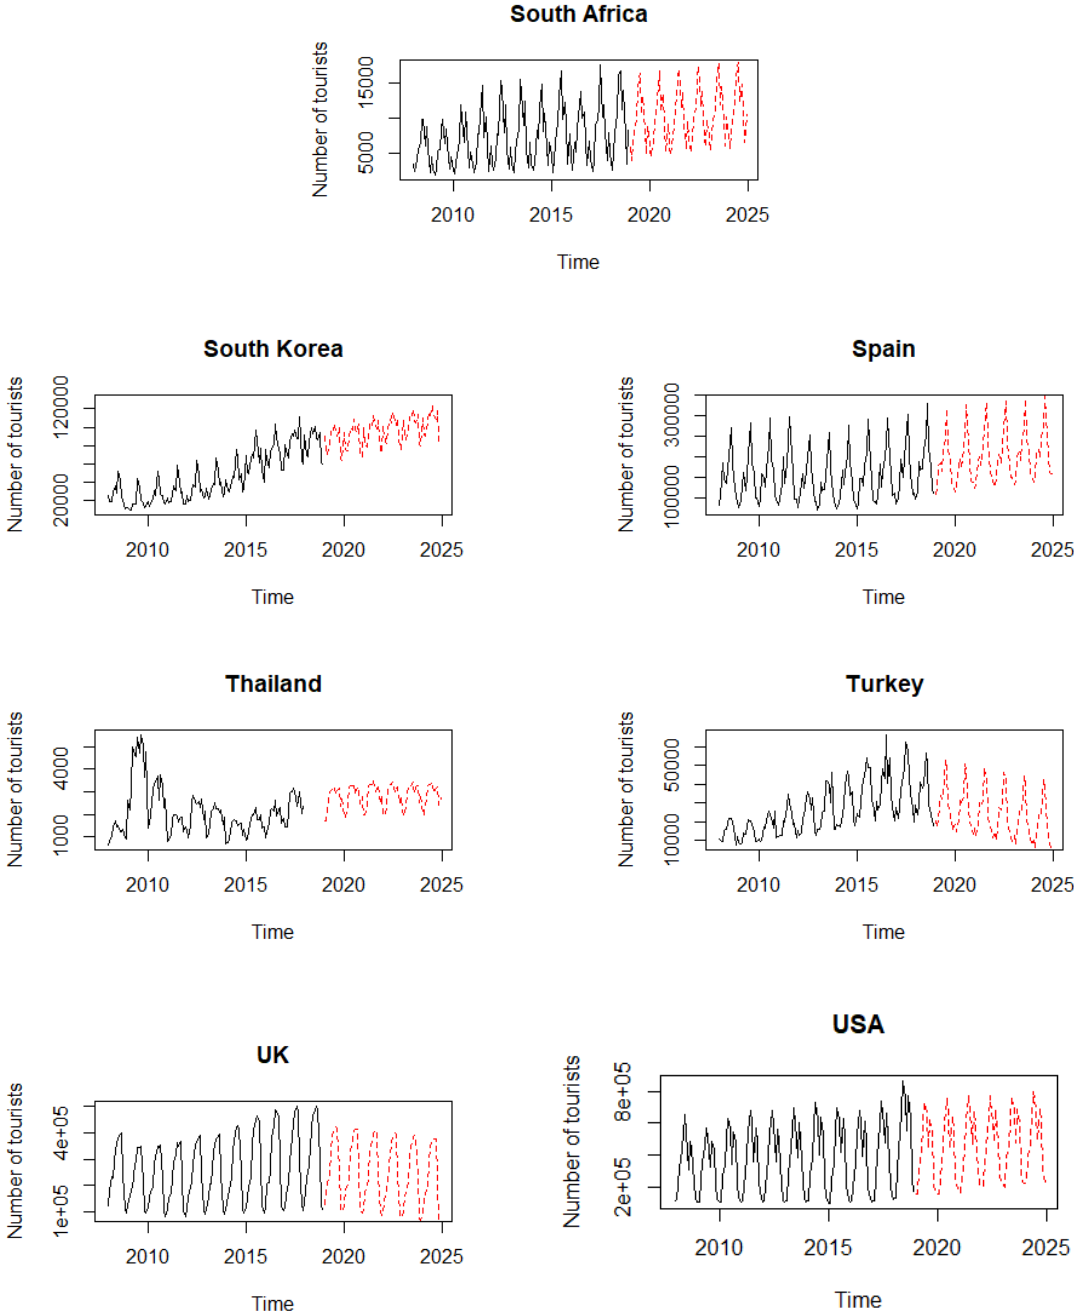 South Africa
Number of tourists
15000
5000
2010 2015 2020 2025
Time
South Korea
Number of tourists
120000
20000
2010 2015 2020 2025
Time
Spain
Number of tourists
300000
100000
2010 2015 2020 2025
Time
Thailand
Number of tourists
4000
1000
2010 2015 2020 2025
Time
Turkey
Number of tourists
50000
10000
2010 2015 2020 2025
Time
UK
Number of tourists
4e+05
1e+05
2010 2015 2020 2025
Time
USA
Number of tourists
8e+05
2e+05
2010 2015 2020 2025
Time